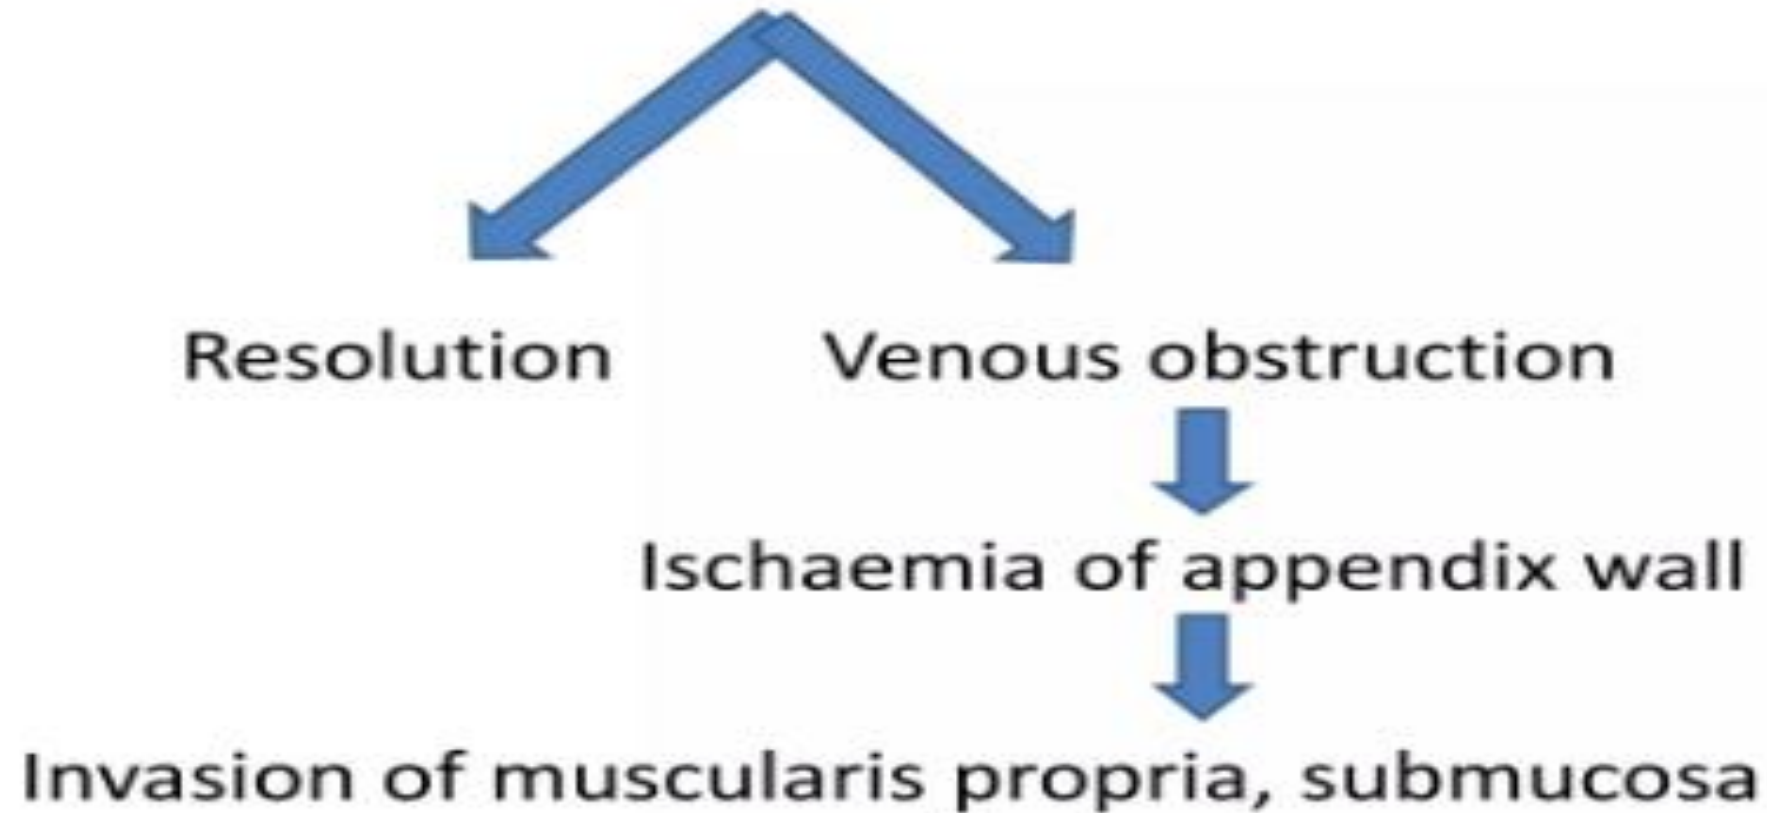 Resolution Venous obstruction
Ischaemia of appendix wall
Invasion of muscularis propria, submucosa